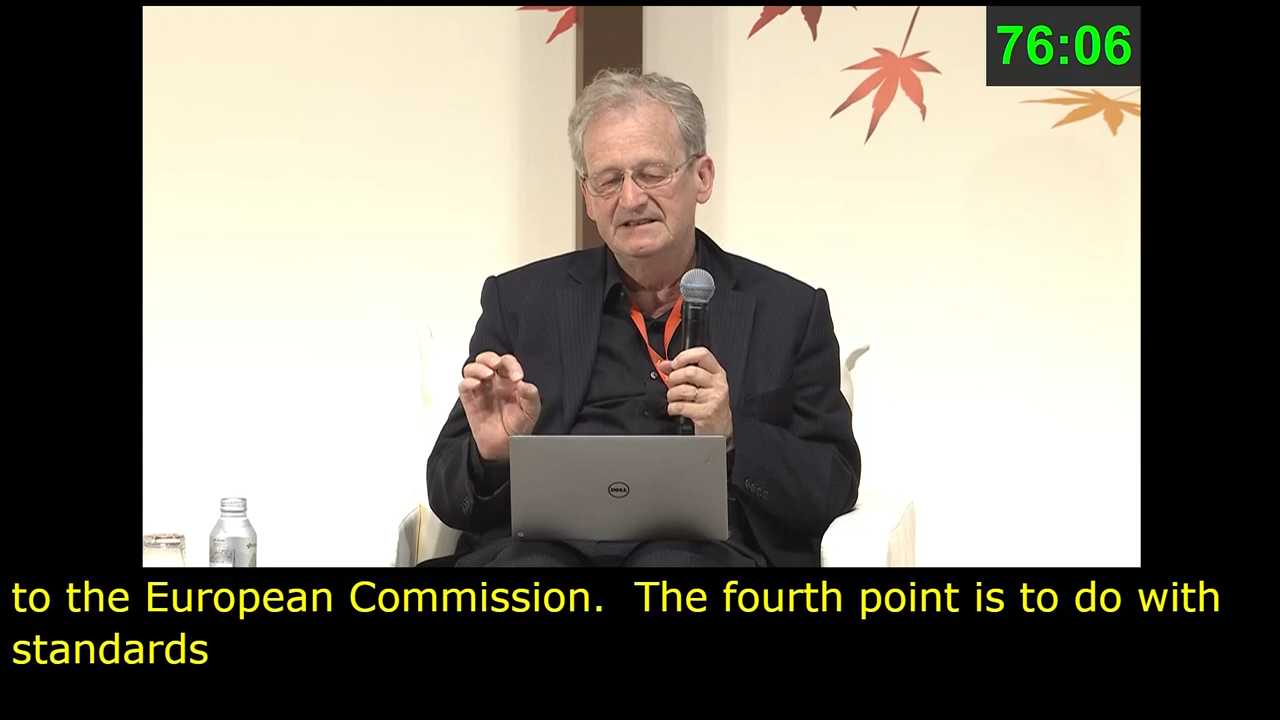 76:06
DELL
to the European Commission.  The fourth point is to do with
standards